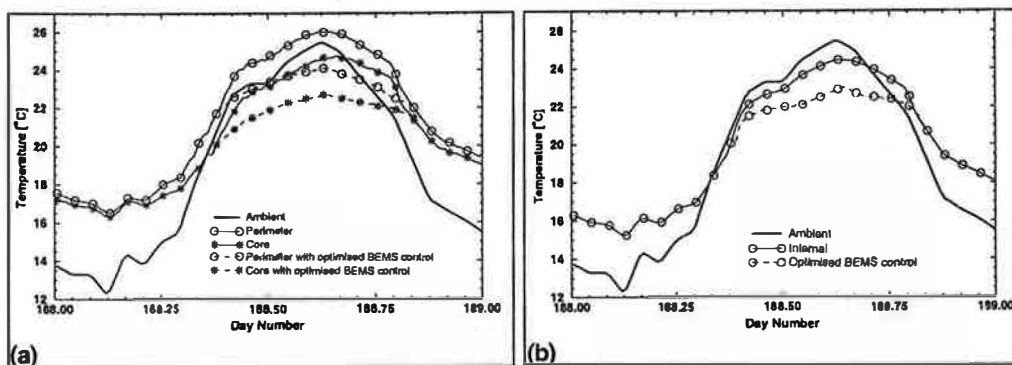 Temperature [°C]
26
24
22
20
18
16
14
12
Ambient
Perimeter
Core
Perimeter with optimised BEMS control
Core with optimised BEMS control
188.00 188.25 188.50 188.75 189.00
Day Number
(a)
Temperature [°C]
28
26
24
22
20
18
16
14
12
Ambient
Internal
Optimised BEMS control
188.00 188.25 188.50 188.75 189.00
Day Number
(b)